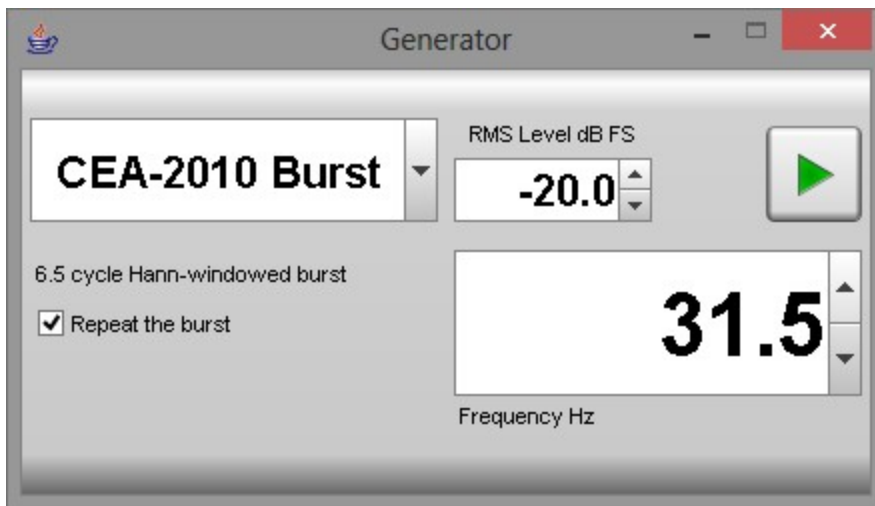 Generator
CEA-2010 Burst
RMS Level dB FS
-20.0
6.5 cycle Hann-windowed burst
Repeat the burst
31.5
Frequency Hz